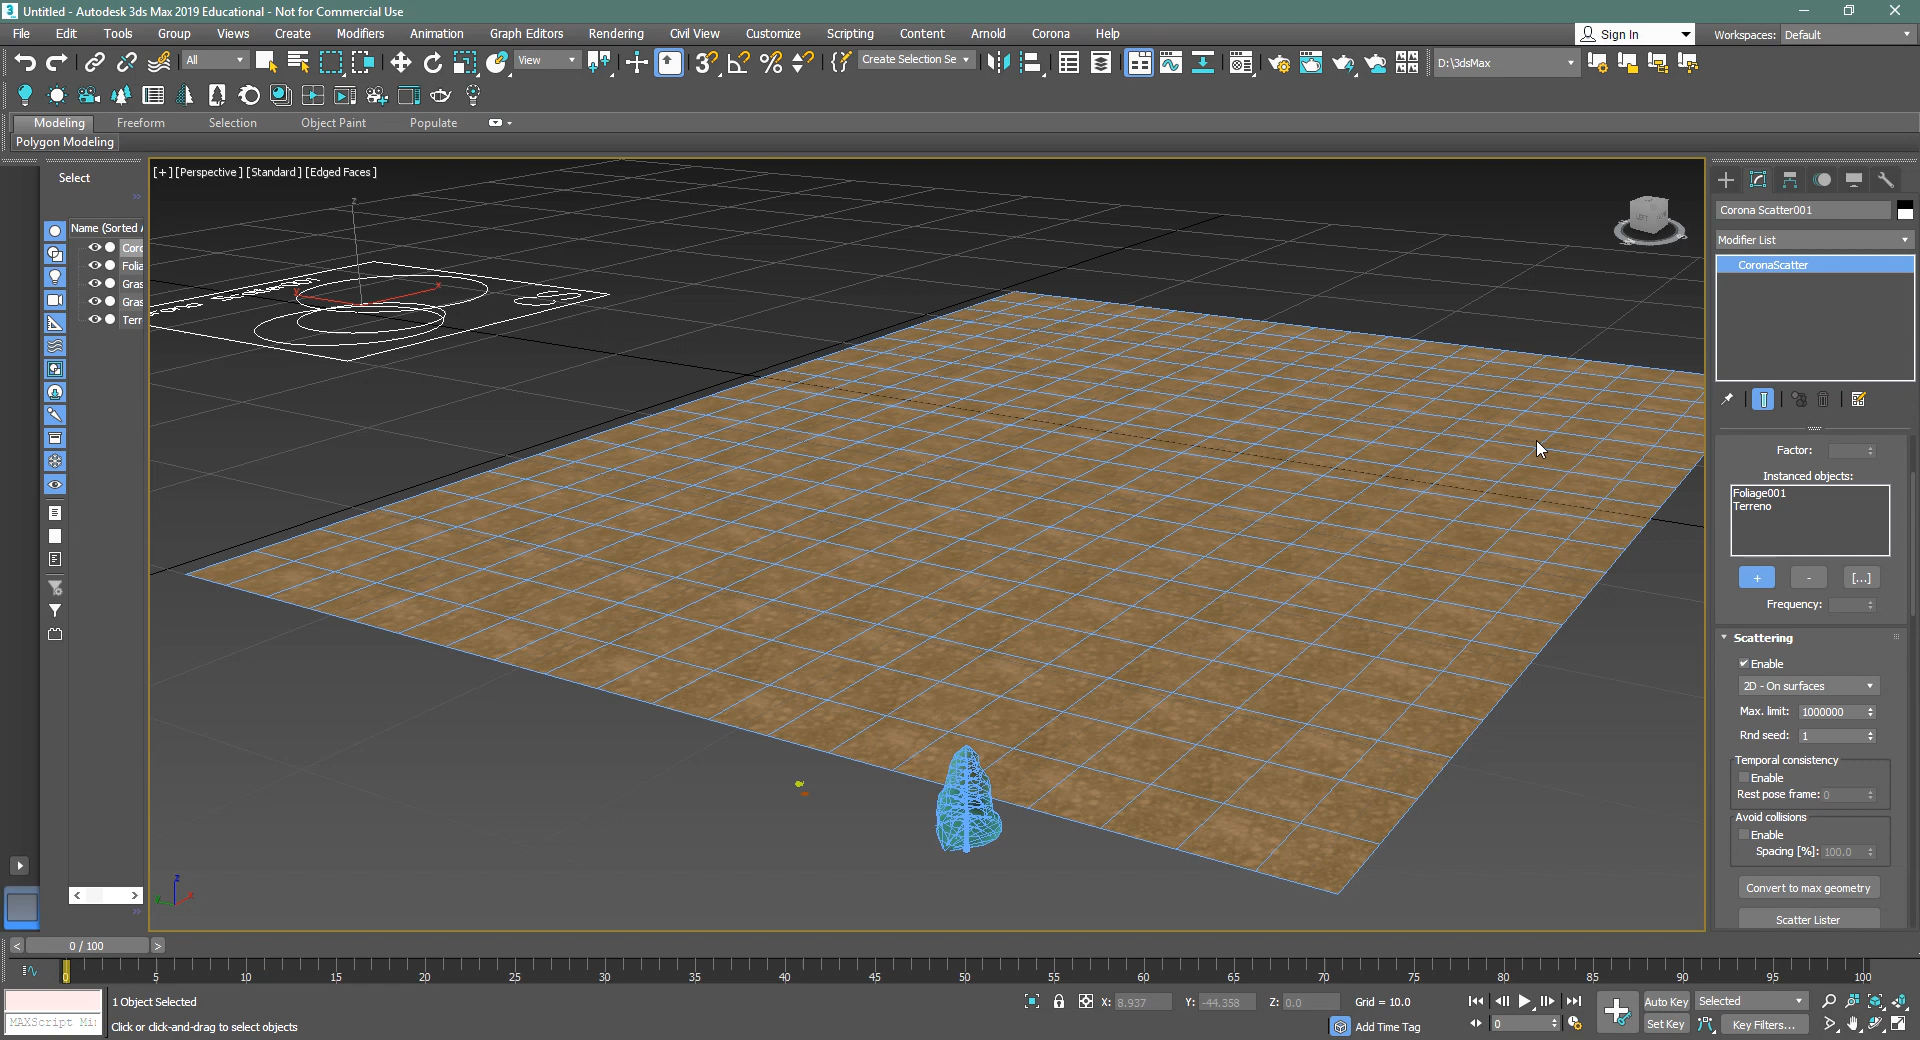 Untitled - Autodesk 3ds Max 2019 Educational - Not for Commercial Use
File Edit Tools Group Views Create Modifiers Animation Graph Editors Rendering Civil View Customize Scripting Content Arnold Corona Help
Sign In Workspaces: Default
All View Create Selection Se D:\3dsMax
Modeling Freeform Selection Object Paint Populate
Polygon Modeling
Select
[+] [Perspective ] [Standard ] [Edged Faces ]
Corona Scatter001
Name (Sorted A
Modifier List
Coro
CoronaScatter
Folia
Gras
Gras
Terr
Factor:
Instanced objects:
Foliage001
Terreno
+ - [...]
Frequency:
Scattering
Enable
2D - On surfaces
Max. limit: 1000000
Rnd seed: 1
Temporal consistency
Enable
Rest pose frame: 0
Avoid collisions
Enable
Spacing [%]: 100.0
Convert to max geometry
Scatter Lister
< 0 / 100 >
0 5 10 15 20 25 30 35 40 45 50 55 60 65 70 75 80 85 90 95 100
1 Object Selected X: 8.937 Y: -44.358 Z: 0.0 Grid = 10.0 Auto Key Selected
MAXScript Mi Click or click-and-drag to select objects Add Time Tag 0 Set Key Key Filters...